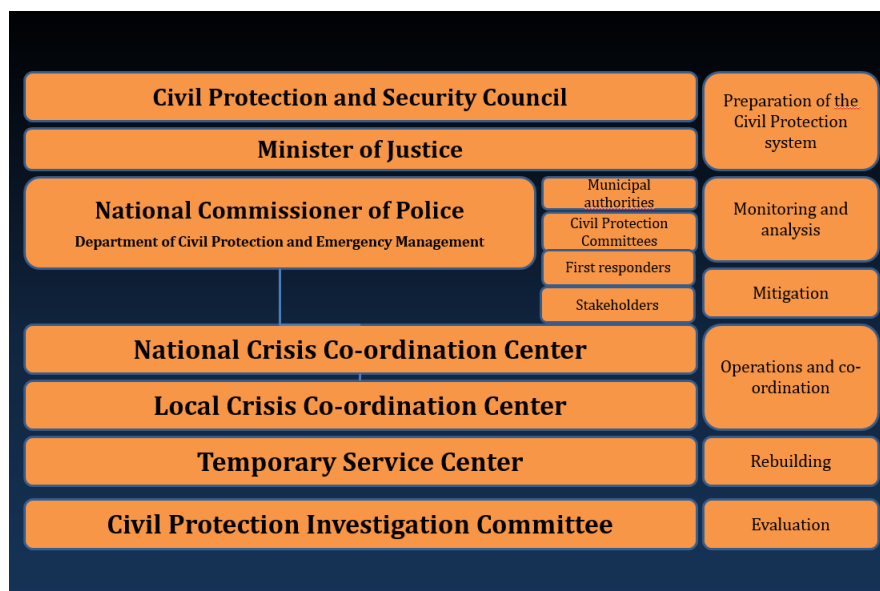 Civil Protection and Security Council
Minister of Justice
Preparation of the
Civil Protection
system
National Commissioner of Police
Department of Civil Protection and Emergency Management
Municipal
authorities
Civil Protection
Committees
First responders
Stakeholders
Monitoring and
analysis
Mitigation
National Crisis Co-ordination Center
Local Crisis Co-ordination Center
Operations and co-
ordination
Temporary Service Center
Rebuilding
Civil Protection Investigation Committee
Evaluation